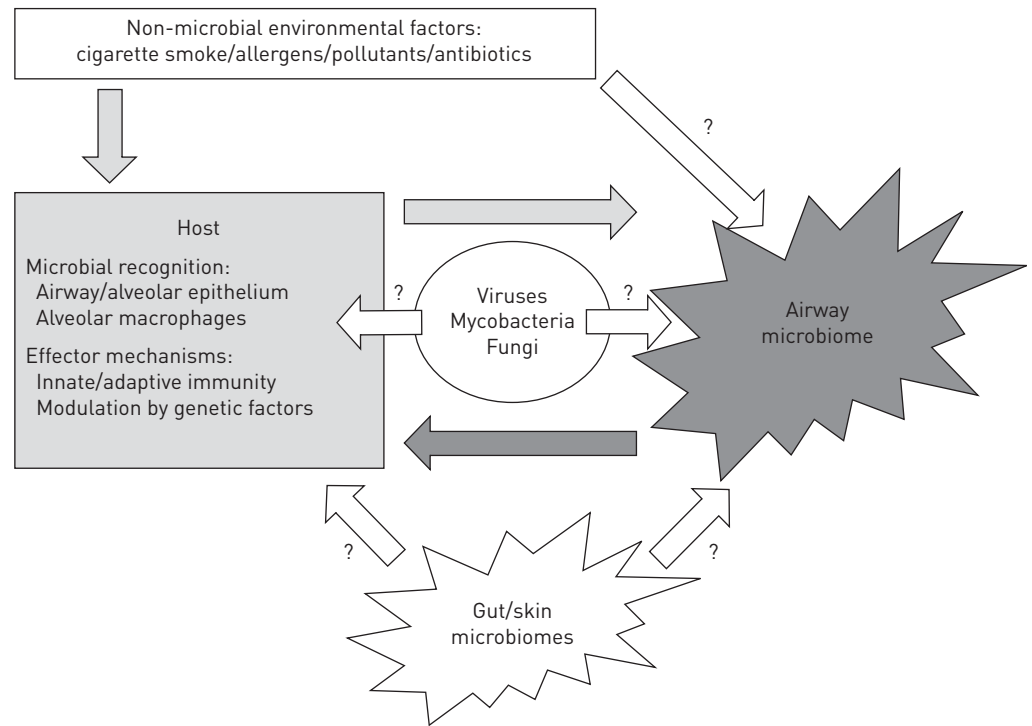 Non-microbial environmental factors:
cigarette smoke/allergens/pollutants/antibiotics
?
Host
Microbial recognition:
Airway/alveolar epithelium
Alveolar macrophages
Effector mechanisms:
Innate/adaptive immunity
Modulation by genetic factors
?
Viruses
Mycobacteria
Fungi
?
Airway
microbiome
?
Gut/skin
microbiomes
?